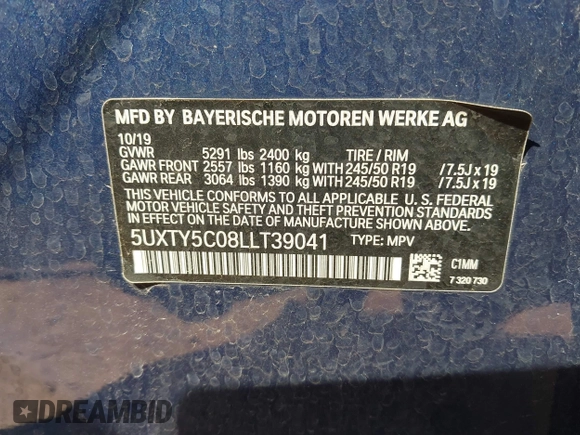 MFD BY BAYERISCHE MOTOREN WERKE AG
10/19
GVWR 5291 lbs 2400 kg TIRE / RIM
GAWR FRONT 2557 lbs 1160 kg WITH 245/50 R19 / 7.5J x 19
GAWR REAR 3064 lbs 1390 kg WITH 245/50 R19 / 7.5J x 19
THIS VEHICLE CONFORMS TO ALL APPLICABLE U. S. FEDERAL
MOTOR VEHICLE SAFETY AND THEFT PREVENTION STANDARDS
IN EFFECT ON THE DATE OF MANUFACTURE SHOWN ABOVE.
5UXTY5C08LLT39041 TYPE: MPV
C1MM
7 320 730
DREAMBID